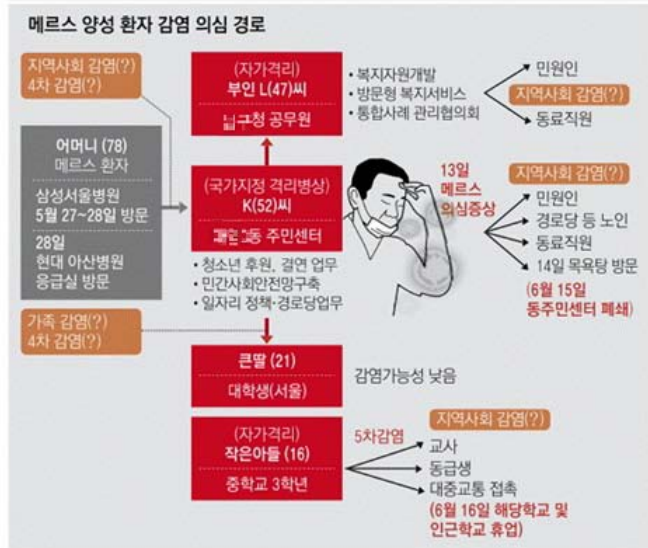 메르스 양성 환자 감염 의심 경로
지역사회 감염(?)
4차 감염(?)
어머니 (78)
메르스 환자
삼성서울병원
5월 27~28일 방문
28일
현대 아산병원
응급실 방문
가족 감염(?)
4차 감염(?)
(자가격리)
부인 L(47)씨
구청 공무원
• 복지자원개발
• 방문형 복지서비스
• 통합사례 관리협의회
민원인
지역사회 감염(?)
동료직원
(국가지정 격리병상)
K(52)씨
주민센터
• 청소년 후원, 결연 업무
• 민간사회안전망구축
• 일자리 정책·경로당업무
13일
메르스
의심증상
지역사회 감염(?)
민원인
경로당 등 노인
동료직원
14일 목욕탕 방문
(6월 15일
동주민센터 폐쇄)
큰딸 (21)
대학생(서울)
감염가능성 낮음
(자가격리)
작은아들 (16)
중학교 3학년
5차감염
지역사회 감염(?)
교사
동급생
대중교통 접촉
(6월 16일 해당학교 및
인근학교 휴업)